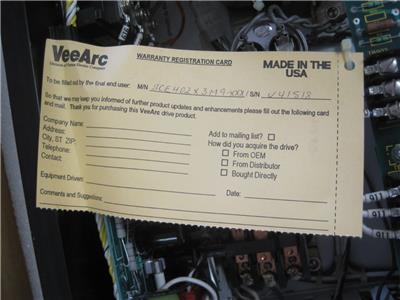 VeeArc
WARRANTY REGISTRATION CARD
MADE IN THE
USA
To be filled out by the final end user:
M/N
S/N V41513
So that we may keep you informed of further product updates and enhancements please fill out the following card
and mail. Thank you for purchasing this VeeArc drive product.
Company Name:
Address:
City, ST ZIP:
Telephone:
Contact:
Add to mailing list?
How did you acquire the drive?
From OEM
From Distributor
Bought Directly
Equipment Driven:
Date:
Comments and Suggestions:
911
911